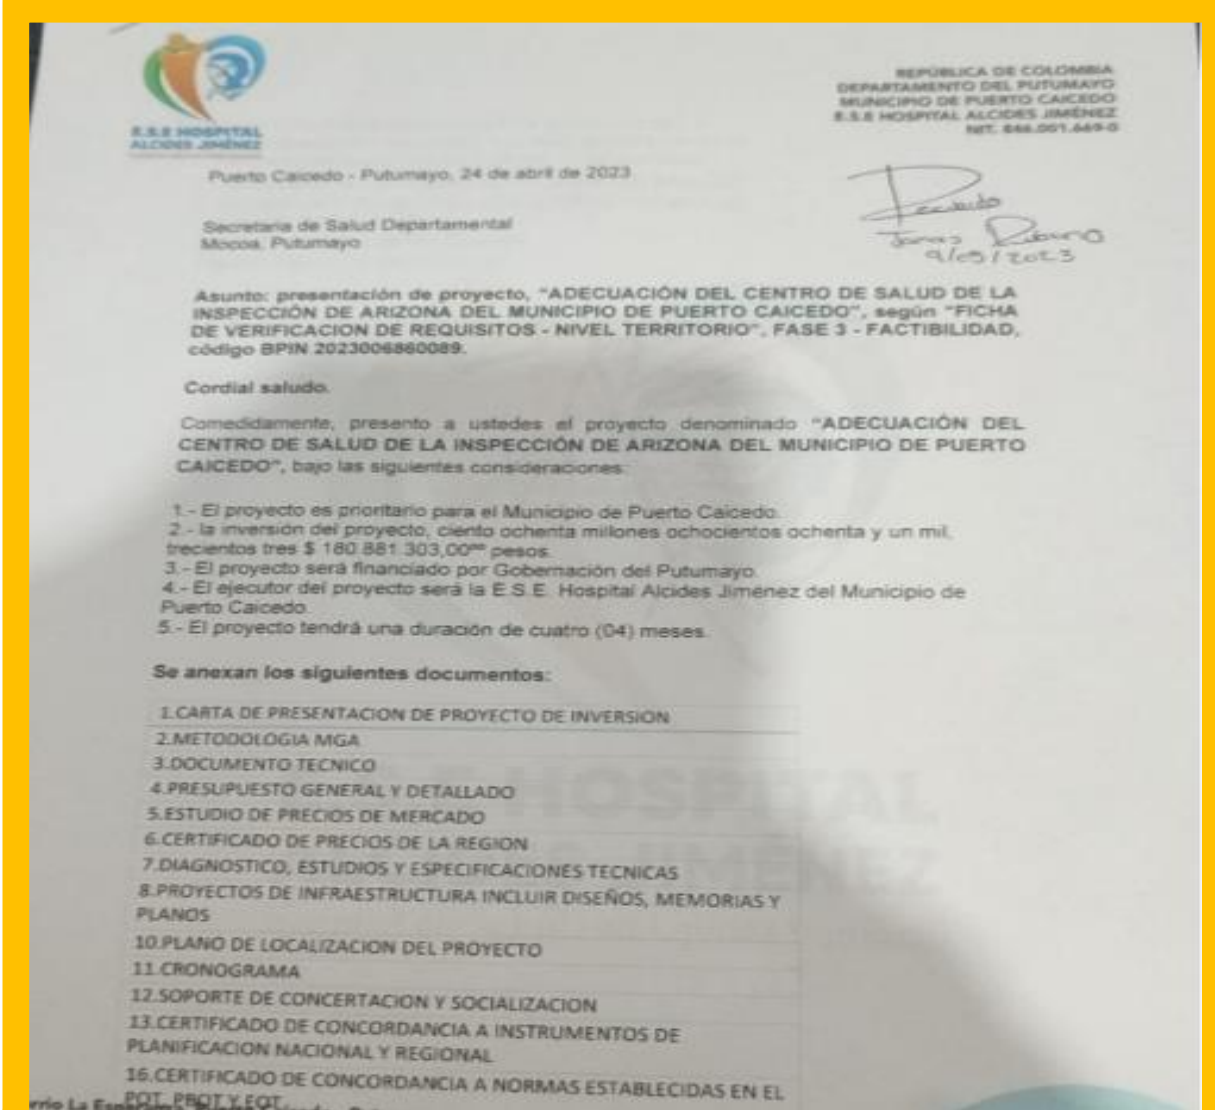 E.S.E HOSPITAL
ALCIDES JIMÉNEZ
REPÚBLICA DE COLOMBIA
DEPARTAMENTO DEL PUTUMAYO
MUNICIPIO DE PUERTO CAICEDO
E.S.E HOSPITAL ALCIDES JIMÉNEZ
NIT. 846.001.669-0
Puerto Caicedo - Putumayo, 24 de abril de 2023
Recibido
9/05/2023
Secretaria de Salud Departamental
Mocoa, Putumayo
Asunto: presentación de proyecto, "ADECUACIÓN DEL CENTRO DE SALUD DE LA
INSPECCIÓN DE ARIZONA DEL MUNICIPIO DE PUERTO CAICEDO", según "FICHA
DE VERIFICACION DE REQUISITOS - NIVEL TERRITORIO", FASE 3 - FACTIBILIDAD,
código BPIN 2023006860089.
Cordial saludo.
Comedidamente, presento a ustedes el proyecto denominado "ADECUACIÓN DEL
CENTRO DE SALUD DE LA INSPECCIÓN DE ARIZONA DEL MUNICIPIO DE PUERTO
CAICEDO", bajo las siguientes consideraciones:
1.- El proyecto es prioritario para el Municipio de Puerto Caicedo.
2.- la inversión del proyecto, ciento ochenta millones ochocientos ochenta y un mil,
trecientos tres $ 180.881.303,00 pesos.
3.- El proyecto será financiado por Gobernación del Putumayo.
4.- El ejecutor del proyecto será la E.S.E. Hospital Alcides Jiménez del Municipio de
Puerto Caicedo.
5.- El proyecto tendrá una duración de cuatro (04) meses.
Se anexan los siguientes documentos:
1.CARTA DE PRESENTACION DE PROYECTO DE INVERSION
2.METODOLOGIA MGA
3.DOCUMENTO TECNICO
4.PRESUPUESTO GENERAL Y DETALLADO
5.ESTUDIO DE PRECIOS DE MERCADO
6.CERTIFICADO DE PRECIOS DE LA REGION
7.DIAGNOSTICO, ESTUDIOS Y ESPECIFICACIONES TECNICAS
8.PROYECTOS DE INFRAESTRUCTURA INCLUIR DISEÑOS, MEMORIAS Y
PLANOS
10.PLANO DE LOCALIZACION DEL PROYECTO
11.CRONOGRAMA
12.SOPORTE DE CONCERTACION Y SOCIALIZACION
13.CERTIFICADO DE CONCORDANCIA A INSTRUMENTOS DE
PLANIFICACION NACIONAL Y REGIONAL
16.CERTIFICADO DE CONCORDANCIA A NORMAS ESTABLECIDAS EN EL
POT, PBOT Y EOT